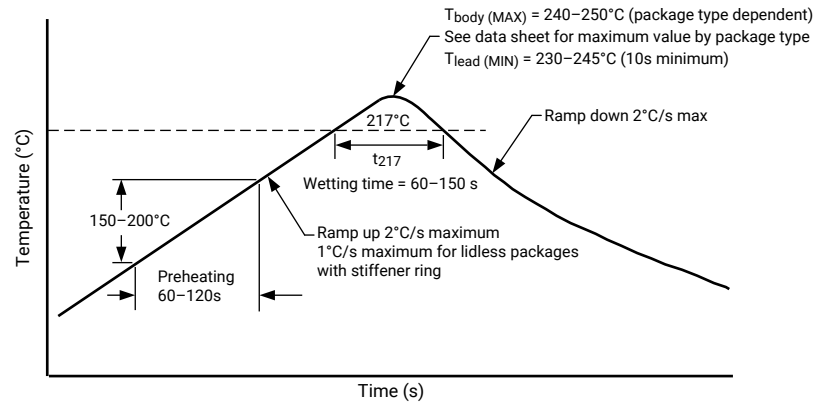 Tbody (MAX) = 240–250°C (package type dependent)
See data sheet for maximum value by package type
Tlead (MIN) = 230–245°C (10s minimum)
217°C
Ramp down 2°C/s max
t217
Wetting time = 60–150 s
Temperature (°C)
150–200°C
Ramp up 2°C/s maximum
1°C/s maximum for lidless packages
with stiffener ring
Preheating
60–120s
Time (s)